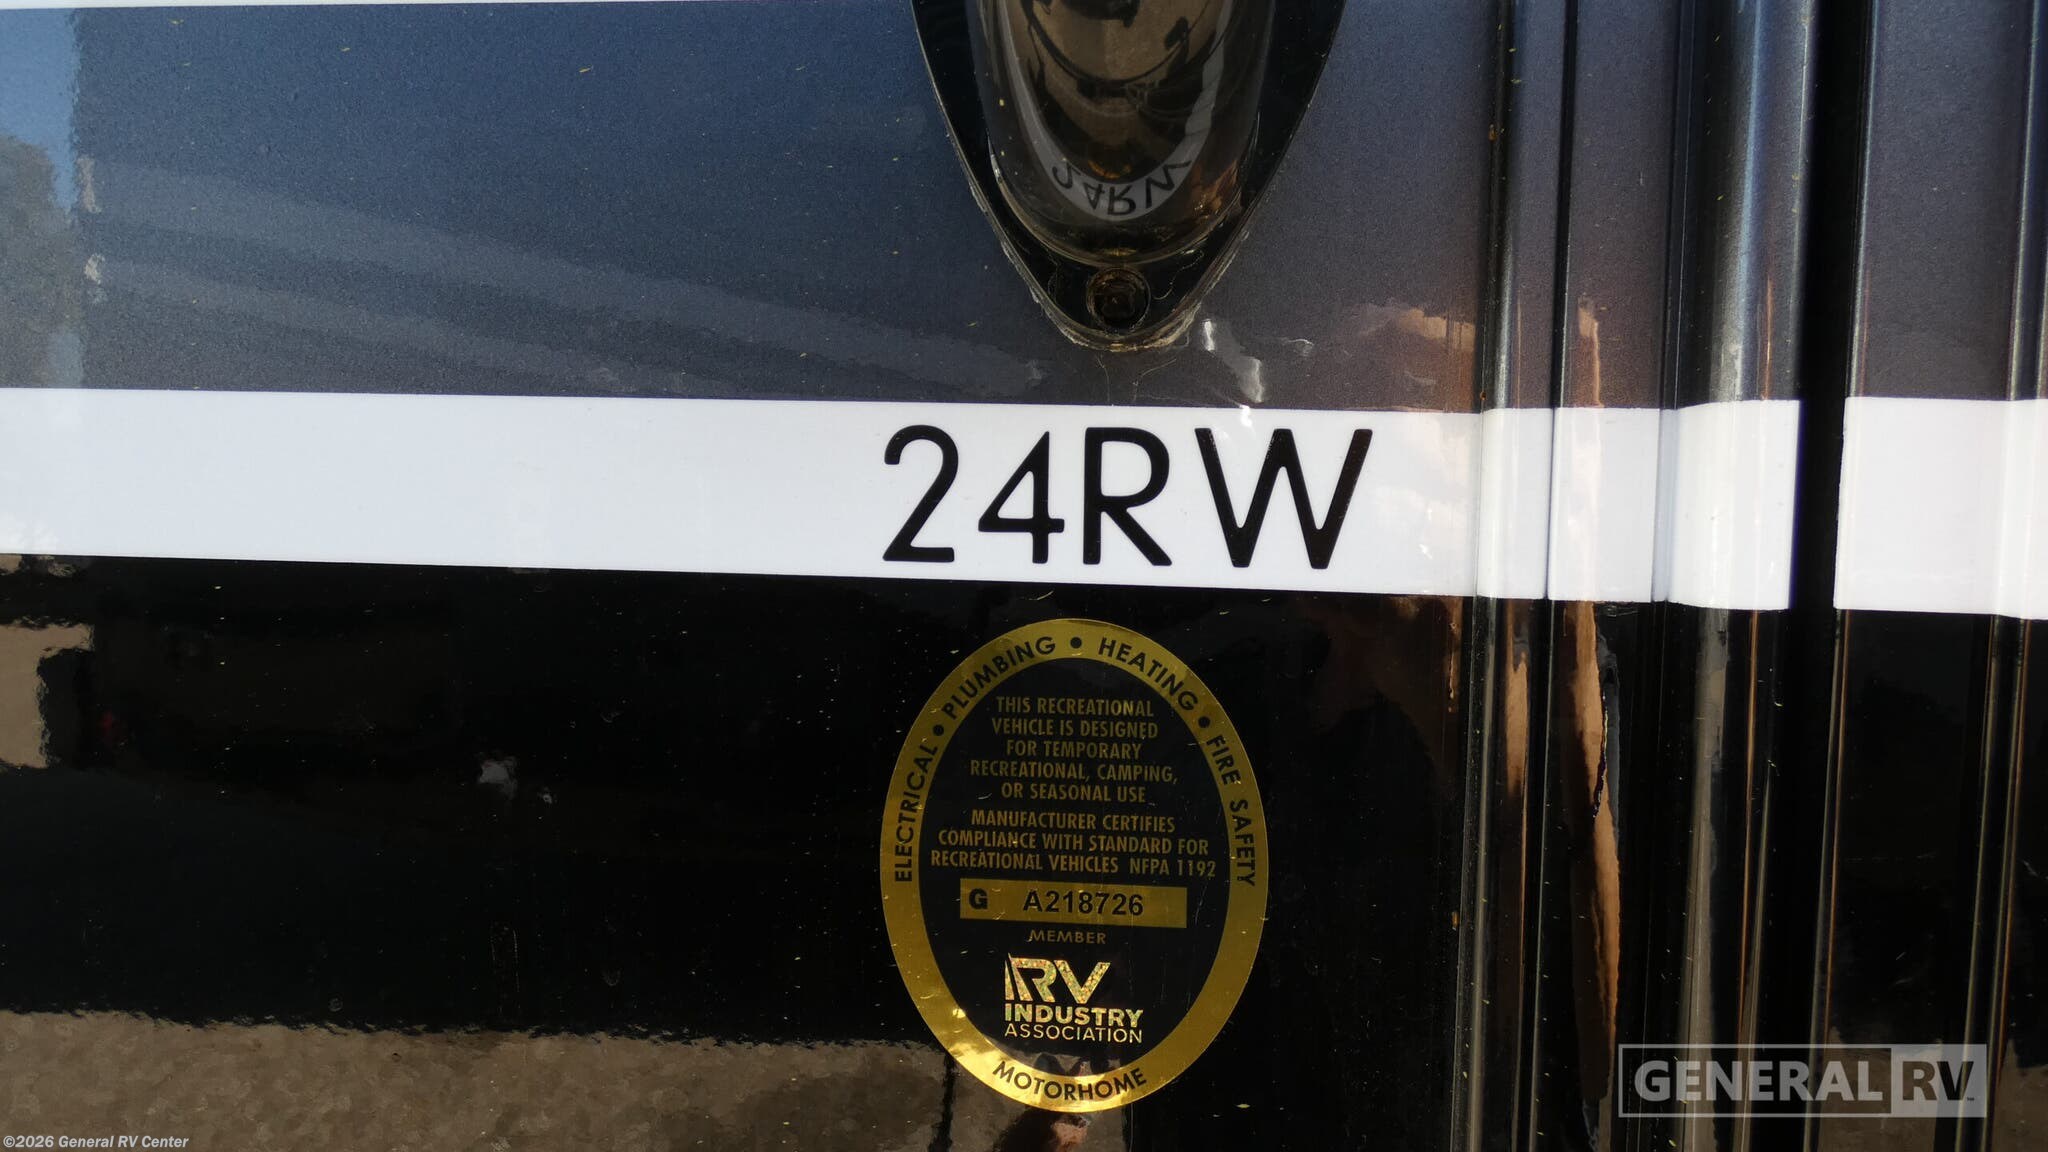 24RW
24RW
ELECTRICAL • PLUMBING • HEATING • FIRE SAFETY
THIS RECREATIONAL
VEHICLE IS DESIGNED
FOR TEMPORARY
RECREATIONAL, CAMPING,
OR SEASONAL USE
MANUFACTURER CERTIFIES
COMPLIANCE WITH STANDARD FOR
RECREATIONAL VEHICLES NFPA 1192
G A218726
MEMBER
RV
INDUSTRY
ASSOCIATION
MOTORHOME
GENERAL RV
©2026 General RV Center